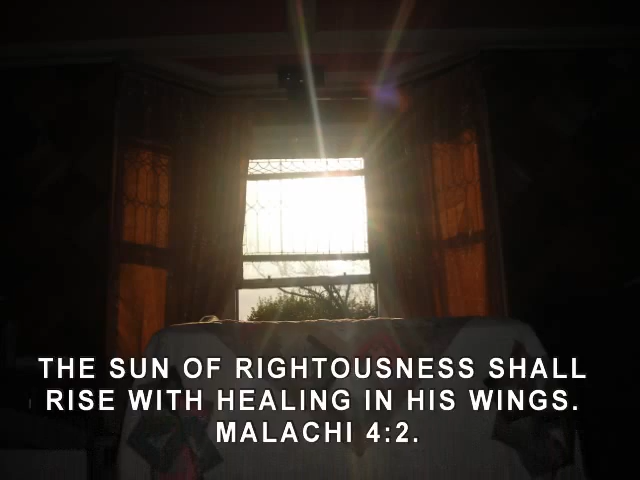 THE SUN OF RIGHTOUSNESS SHALL
RISE WITH HEALING IN HIS WINGS.
MALACHI 4:2.